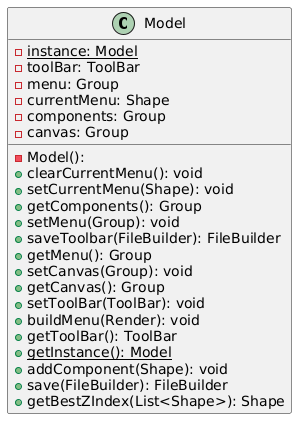 C Model
instance: Model
toolBar: ToolBar
menu: Group
currentMenu: Shape
components: Group
canvas: Group
Model():
clearCurrentMenu(): void
setCurrentMenu(Shape): void
getComponents(): Group
setMenu(Group): void
saveToolbar(FileBuilder): FileBuilder
getMenu(): Group
setCanvas(Group): void
getCanvas(): Group
setToolBar(ToolBar): void
buildMenu(Render): void
getToolBar(): ToolBar
getInstance(): Model
addComponent(Shape): void
save(FileBuilder): FileBuilder
getBestZIndex(List<Shape>): Shape